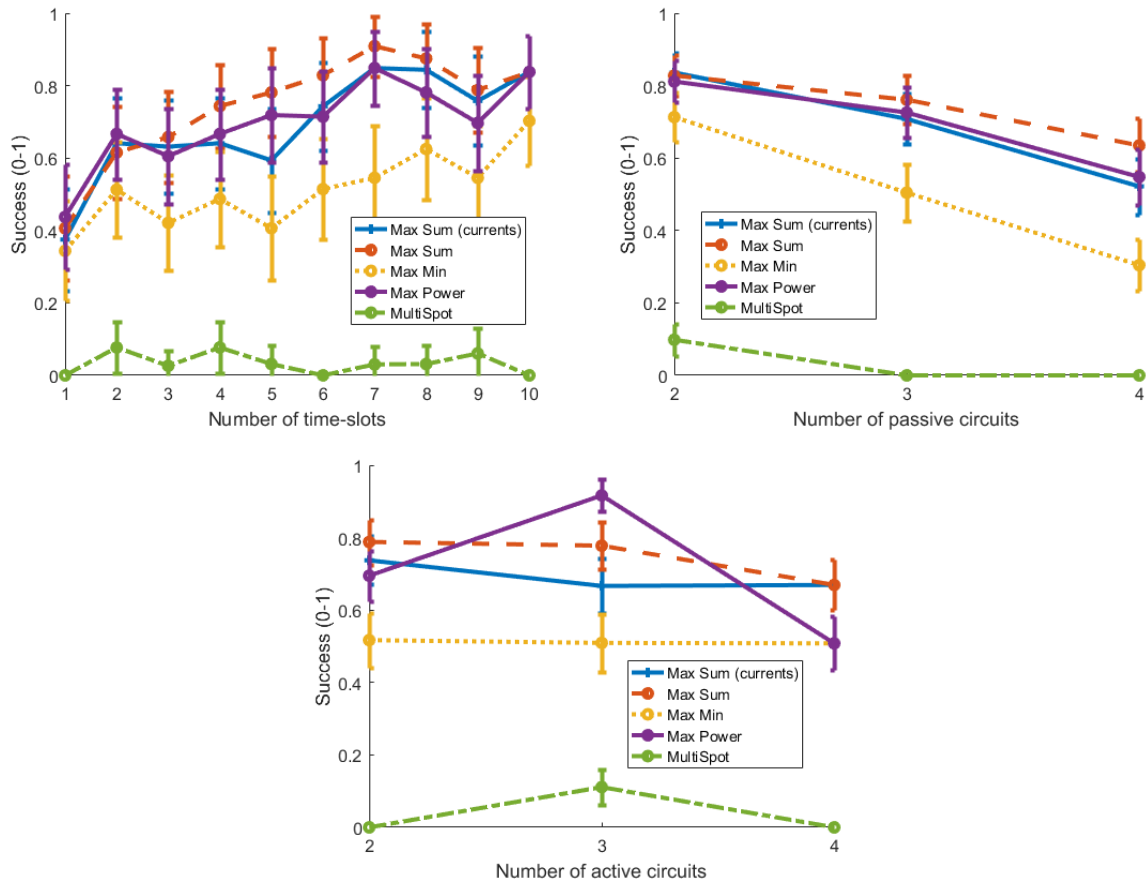 1
0.8
0.6
0.4
0.2
0
Success (0-1)
1 2 3 4 5 6 7 8 9 10
Number of time-slots
Max Sum (currents)
Max Sum
Max Min
Max Power
MultiSpot
1
0.8
0.6
0.4
0.2
0
Success (0-1)
2 3 4
Number of passive circuits
Max Sum (currents)
Max Sum
Max Min
Max Power
MultiSpot
1
0.8
0.6
0.4
0.2
0
Success (0-1)
2 3 4
Number of active circuits
Max Sum (currents)
Max Sum
Max Min
Max Power
MultiSpot